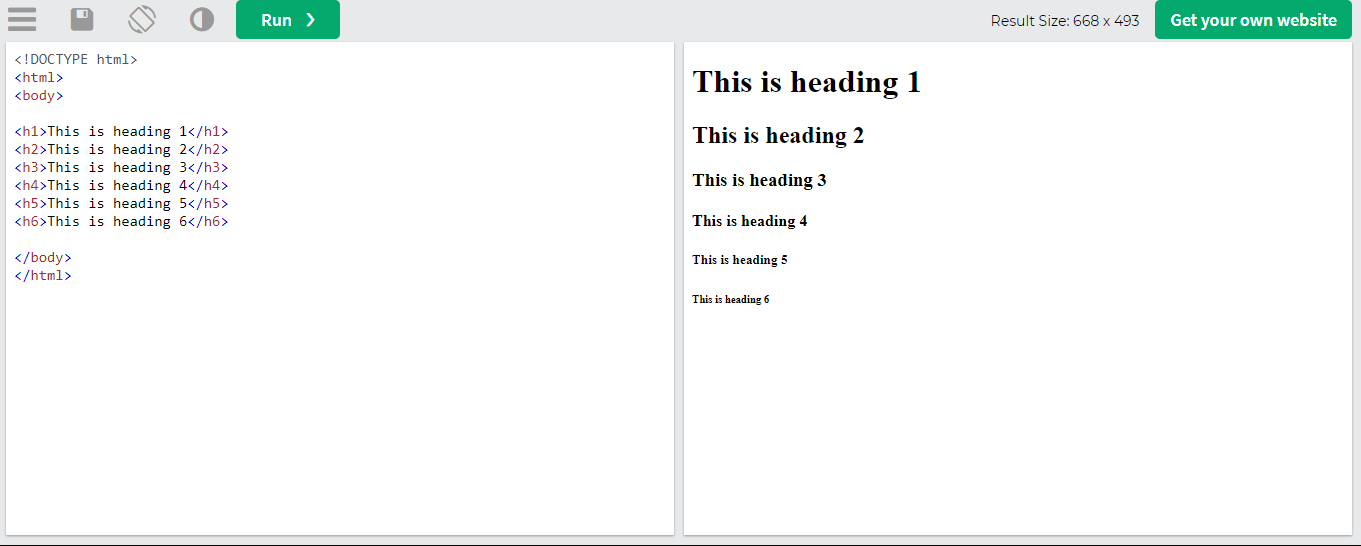 Run ❯
Result Size: 668 x 493
Get your own website
<!DOCTYPE html>
<html>
<body>

<h1>This is heading 1</h1>
<h2>This is heading 2</h2>
<h3>This is heading 3</h3>
<h4>This is heading 4</h4>
<h5>This is heading 5</h5>
<h6>This is heading 6</h6>

</body>
</html>
This is heading 1
This is heading 2
This is heading 3
This is heading 4
This is heading 5
This is heading 6